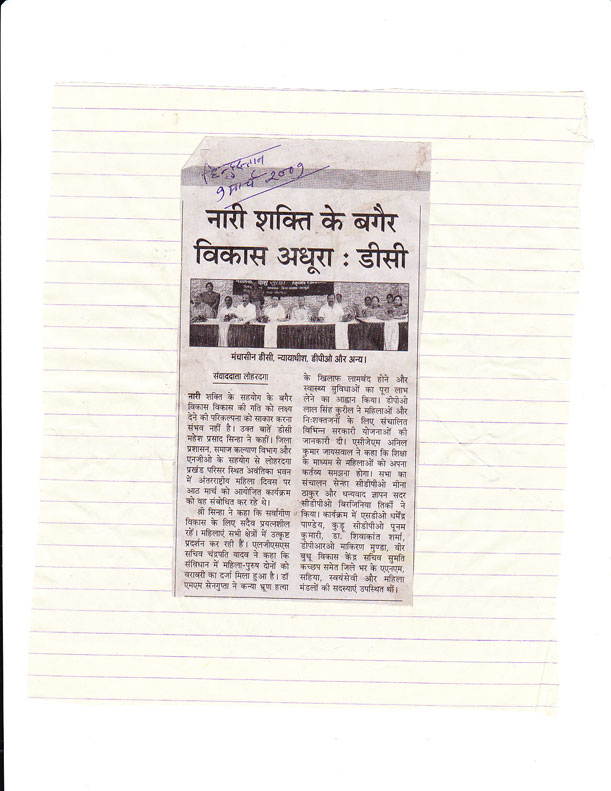 हिन्दुस्तान
9 मार्च 2009
नारी शक्ति के बगैर
विकास अधूरा : डीसी
मंचासीन डीसी, न्यायाधीश, डीपीओ और अन्य।
संवाददाता लोहरदगा
नारी शक्ति के सहयोग के बगैर
विकास विकास की गति को लक्ष्य
देने की परिकल्पना को साकार करना
संभव नहीं है। उक्त बातें डीसी
महेश प्रसाद सिन्हा ने कहीं। जिला
प्रशासन, समाज कल्याण विभाग और
एनजीओ के सहयोग से लोहरदगा
प्रखंड परिसर स्थित अवंतिका भवन
में अंतरराष्ट्रीय महिला दिवस पर
आठ मार्च को आयोजित कार्यक्रम
को वह संबोधित कर रहे थे।
श्री सिन्हा ने कहा कि सर्वांगीण
विकास के लिए सदैव प्रयत्नशील
रहें। महिलाएं सभी क्षेत्रों में उत्कृष्ट
प्रदर्शन कर रही हैं। एलजीएसएस
सचिव चंद्रपति यादव ने कहा कि
संविधान में महिला-पुरुष दोनों को
बराबरी का दर्जा मिला हुआ है। डॉ
एमएम सेनगुप्ता ने कन्या भ्रूण हत्या
के खिलाफ लामबंद होने और
स्वास्थ्य सुविधाओं का पूरा लाभ
लेने का आह्वान किया। डीपीओ
लाल सिंह कुरील ने महिलाओं और
नि:शक्तजनों के लिए संचालित
विभिन्न सरकारी योजनाओं की
जानकारी दी। एसीजेएम अनिल
कुमार जायसवाल ने कहा कि शिक्षा
के माध्यम से महिलाओं को अपना
कर्तव्य समझना होगा। सभा का
संचालन सेन्हा सीडीपीओ मीना
ठाकुर और धन्यवाद ज्ञापन सदर
सीडीपीओ बिरजिनिया तिर्की ने
किया। कार्यक्रम में एसडीओ धर्मेंद्र
पाण्डेय, कुडू सीडीपीओ पूनम
कुमारी, डा. शिवाकांत शर्मा,
डीपीआरओ माकिरण मुण्डा, वीर
बुधू विकास केंद्र सचिव सुमति
कच्छप समेत जिले भर के एएनएम,
सहिया, स्वयंसेवी और महिला
मंडलों की सदस्याएं उपस्थित थीं।